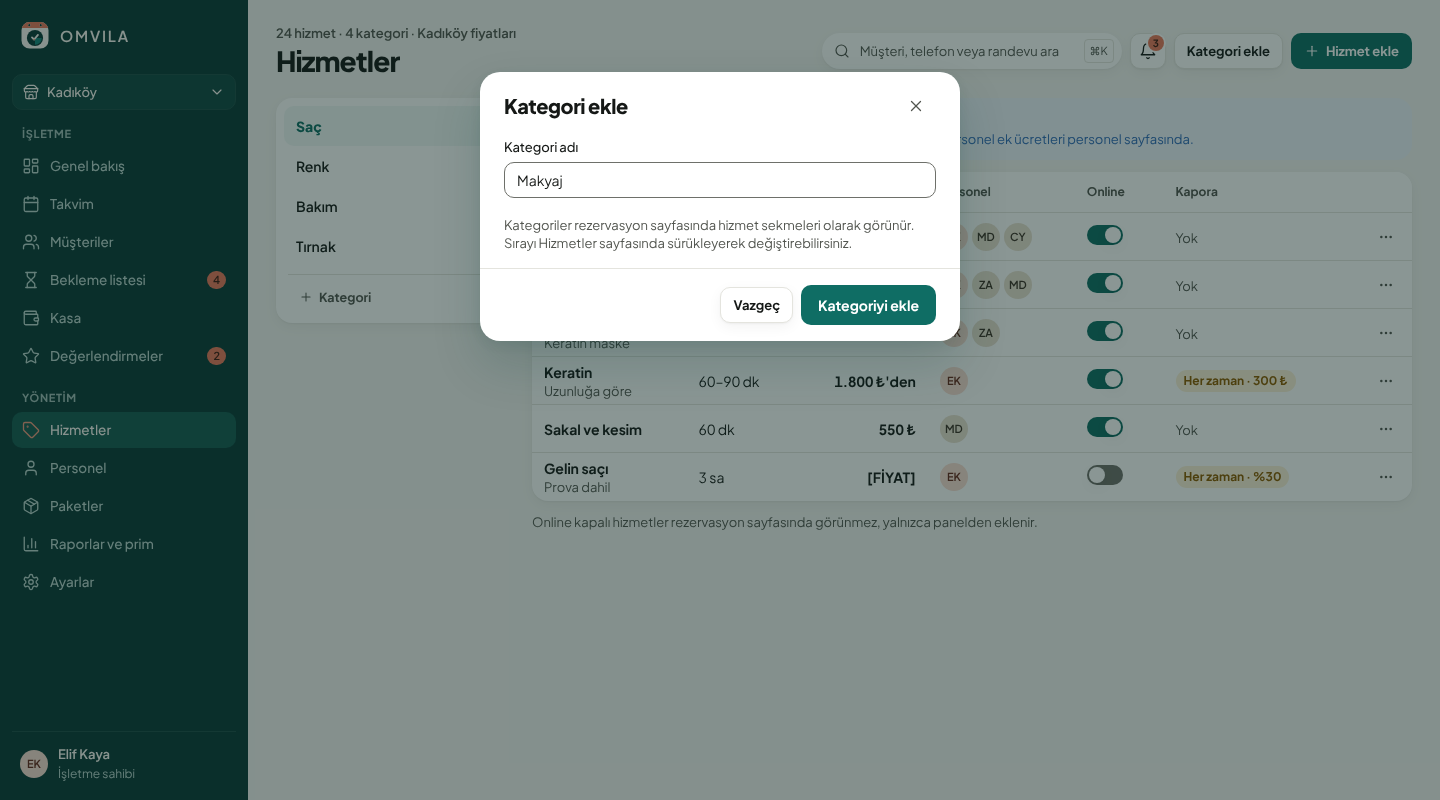 OMVILA
Kadıköy
İŞLETME
Genel bakış
Takvim
Müşteriler
Bekleme listesi
4
Kasa
Değerlendirmeler
2
YÖNETİM
Hizmetler
Personel
Paketler
Raporlar ve prim
Ayarlar
EK
Elif Kaya
İşletme sahibi
24 hizmet · 4 kategori · Kadıköy fiyatları
Hizmetler
Müşteri, telefon veya randevu ara
⌘K
3
Kategori ekle
+ Hizmet ekle
Saç
Renk
Bakım
Tırnak
+ Kategori
Kategori ekle
Kategori adı
Makyaj
Kategoriler rezervasyon sayfasında hizmet sekmeleri olarak görünür.
Sırayı Hizmetler sayfasında sürükleyerek değiştirebilirsiniz.
Vazgeç
Kategoriyi ekle
ek ücretleri personel sayfasında.
Online
Kapora
MD CY
Yok
ZA MD
Yok
ZA
Yok
Keratin maske
Keratin
Uzunluğa göre
60–90 dk
1.800 ₺'den
EK
Her zaman · 300 ₺
Sakal ve kesim
60 dk
550 ₺
MD
Yok
Gelin saçı
Prova dahil
3 sa
[FİYAT]
EK
Her zaman · %30
Online kapalı hizmetler rezervasyon sayfasında görünmez, yalnızca panelden eklenir.